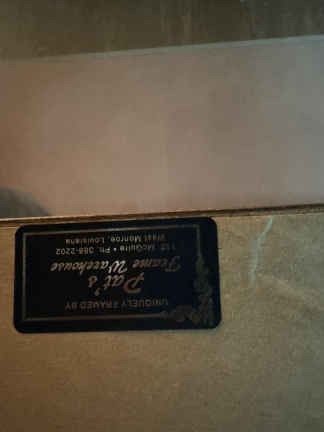 UNIQUELY FRAMED BY
Pat's
Frame Warehouse
112 McGuire • Ph. 388-2202
West Monroe, Louisiana